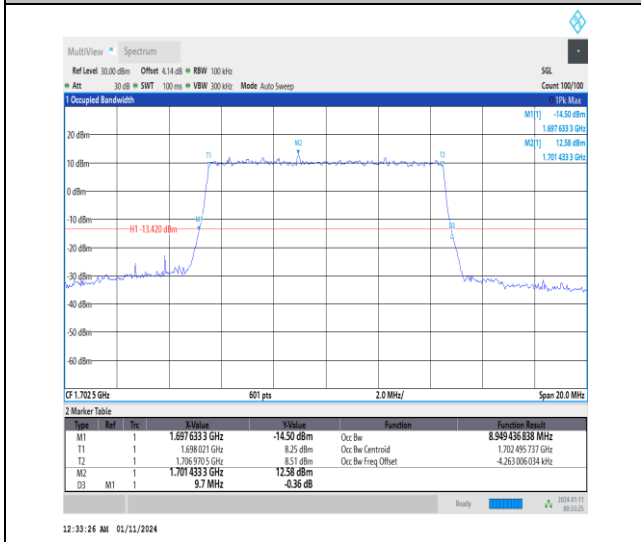 MultiView Spectrum
Ref Level 30.00 dBm Offset 4.14 dB RBW 100 kHz SGL
Att 30 dB SWT 100 ms VBW 300 kHz Mode Auto Sweep Count 100/100
1 Occupied Bandwidth 1Pk Max
M1[1] -14.50 dBm
1.697 633 3 GHz
M2[1] 12.58 dBm
1.701 433 3 GHz
20 dBm
M2
T1 T2
10 dBm
0 dBm
-10 dBm
M1
H1 -13.420 dBm
D3
-20 dBm
-30 dBm
-40 dBm
-50 dBm
-60 dBm
CF 1.702 5 GHz 601 pts 2.0 MHz/ Span 20.0 MHz
2 Marker Table
Type Ref Trc X-Value Y-Value Function Function Result
M1 1 1.697 633 3 GHz -14.50 dBm Occ Bw 8.949 436 838 MHz
T1 1 1.698 021 GHz 8.25 dBm Occ Bw Centroid 1.702 495 737 GHz
T2 1 1.706 970 5 GHz 8.51 dBm Occ Bw Freq Offset -4.263 006 034 kHz
M2 1 1.701 433 3 GHz 12.58 dBm
D3 M1 1 9.7 MHz -0.36 dB
Ready 2024-01-11
00:33:25
12:33:26 AM 01/11/2024